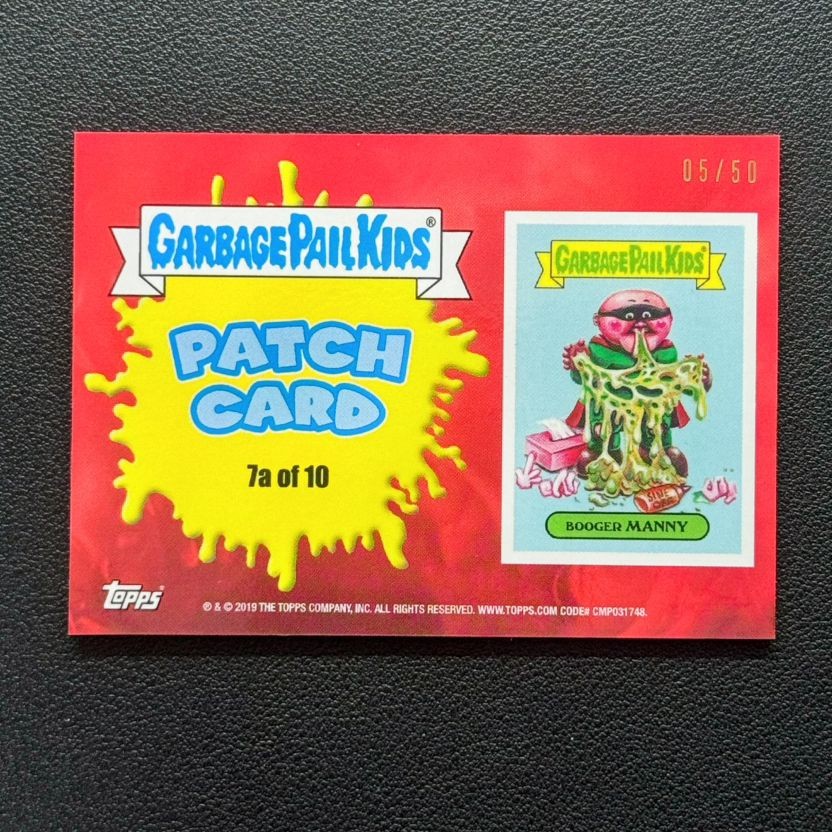 05/50
GARBAGE PAIL KIDS®
PATCH
CARD
7a of 10
GARBAGE PAIL KIDS®
BOOGER MANNY
Topps®
® & © 2019 THE TOPPS COMPANY, INC. ALL RIGHTS RESERVED. WWW.TOPPS.COM CODE# CMP031748.